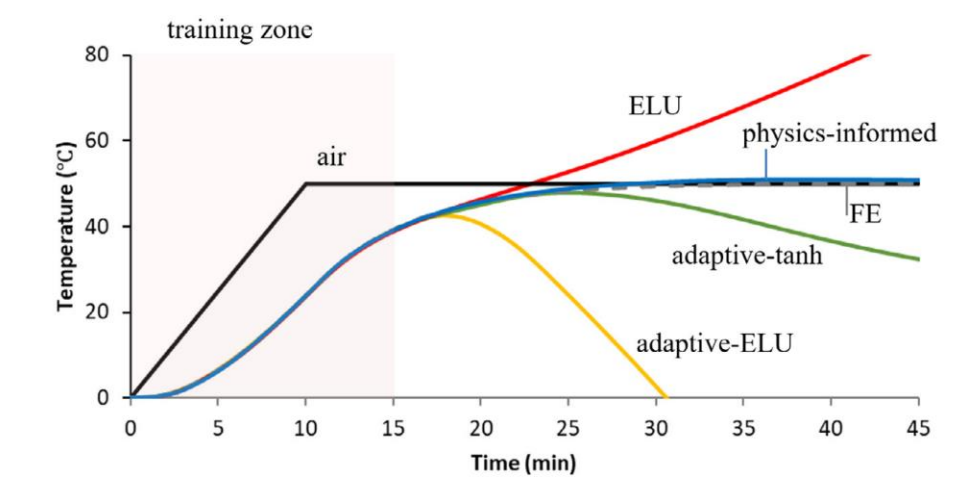 training zone
80
60
40
20
0
Temperature (°C)
air
ELU
physics-informed
FE
adaptive-tanh
adaptive-ELU
0 5 10 15 20 25 30 35 40 45
Time (min)